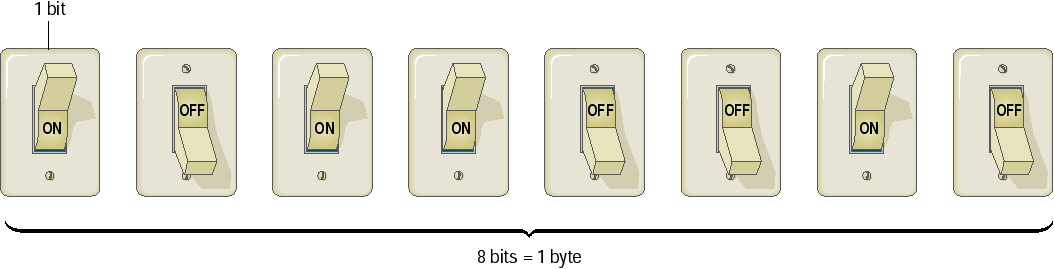 1 bit
ON
OFF
ON
ON
OFF
OFF
ON
OFF
8 bits = 1 byte